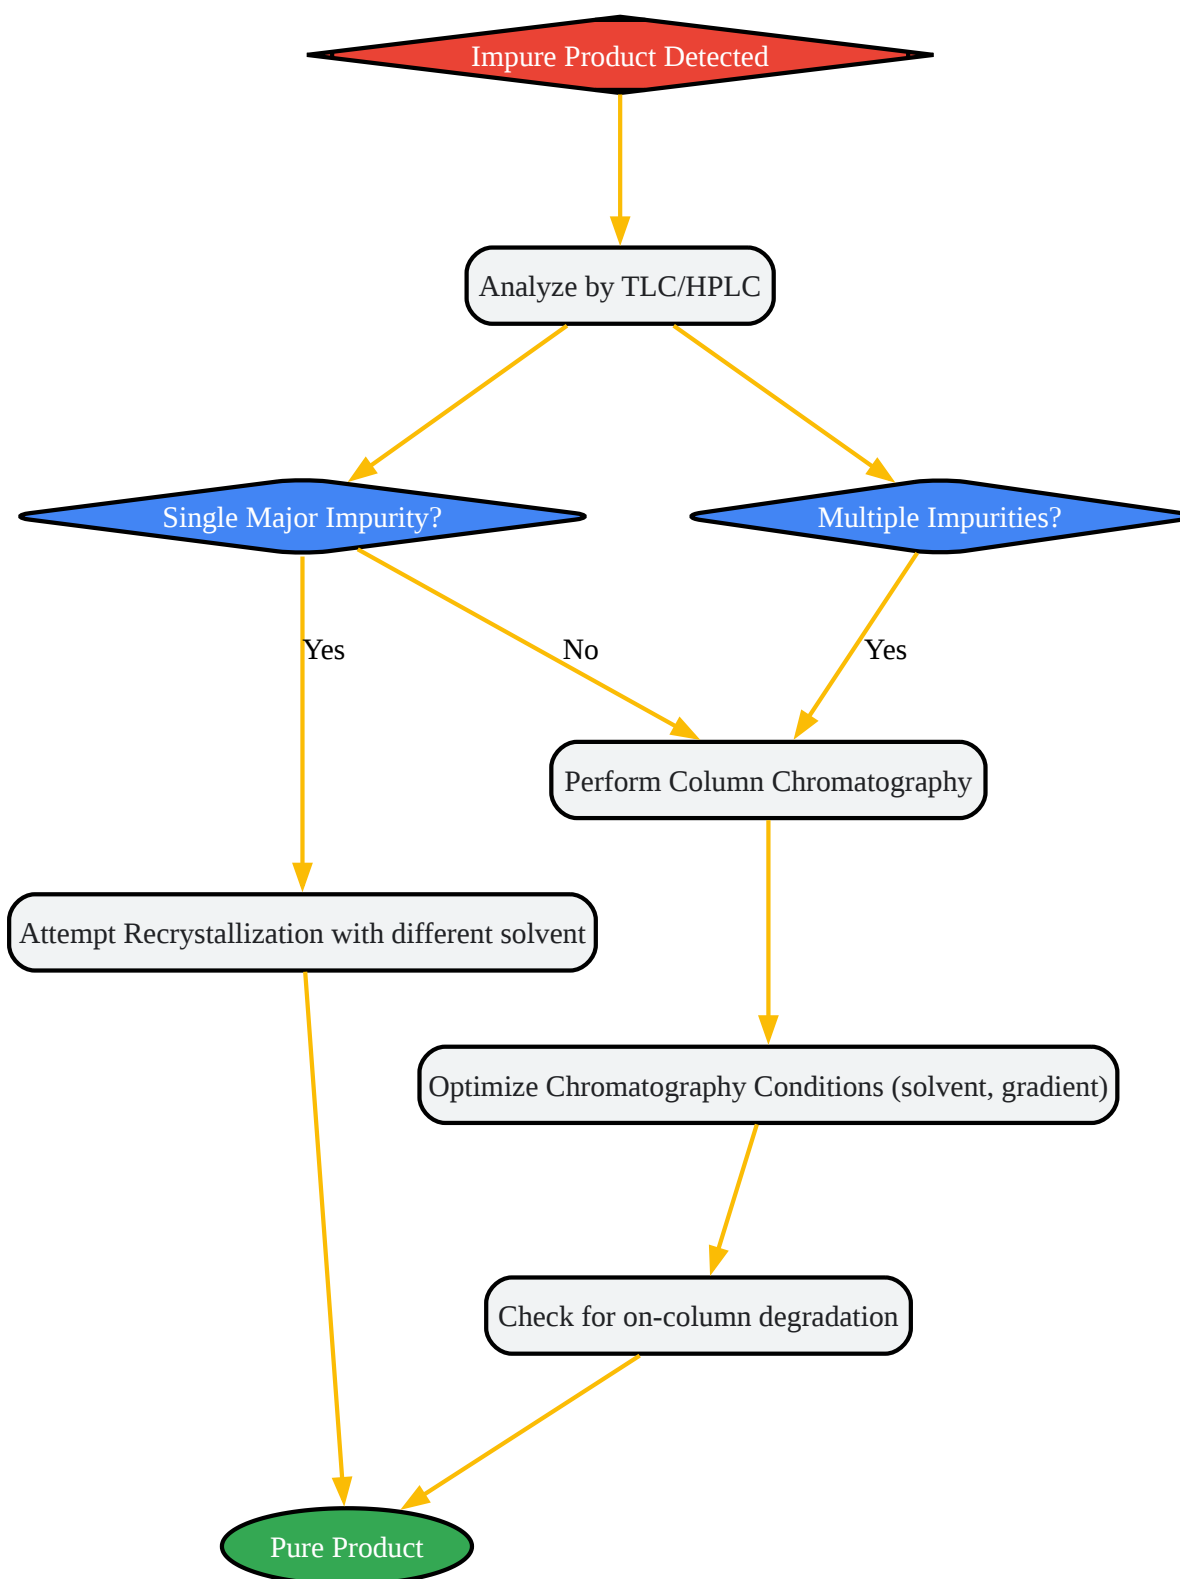 Impure Product Detected
Analyze by TLC/HPLC
Single Major Impurity?
Multiple Impurities?
Yes
No
Yes
Perform Column Chromatography
Attempt Recrystallization with different solvent
Optimize Chromatography Conditions (solvent, gradient)
Check for on-column degradation
Pure Product